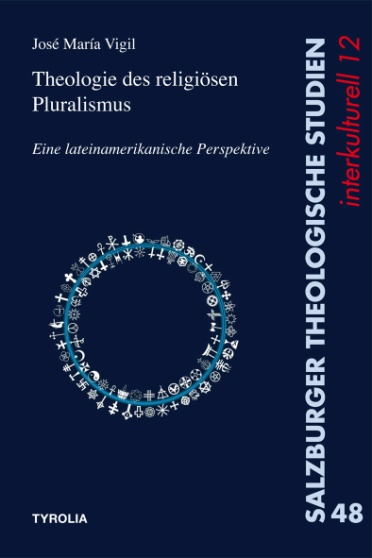 José María Vigil
Theologie des religiösen
Pluralismus
Eine lateinamerikanische Perspektive
SALZBURGER THEOLOGISCHE STUDIEN
interkulturell 12
48
TYROLIA